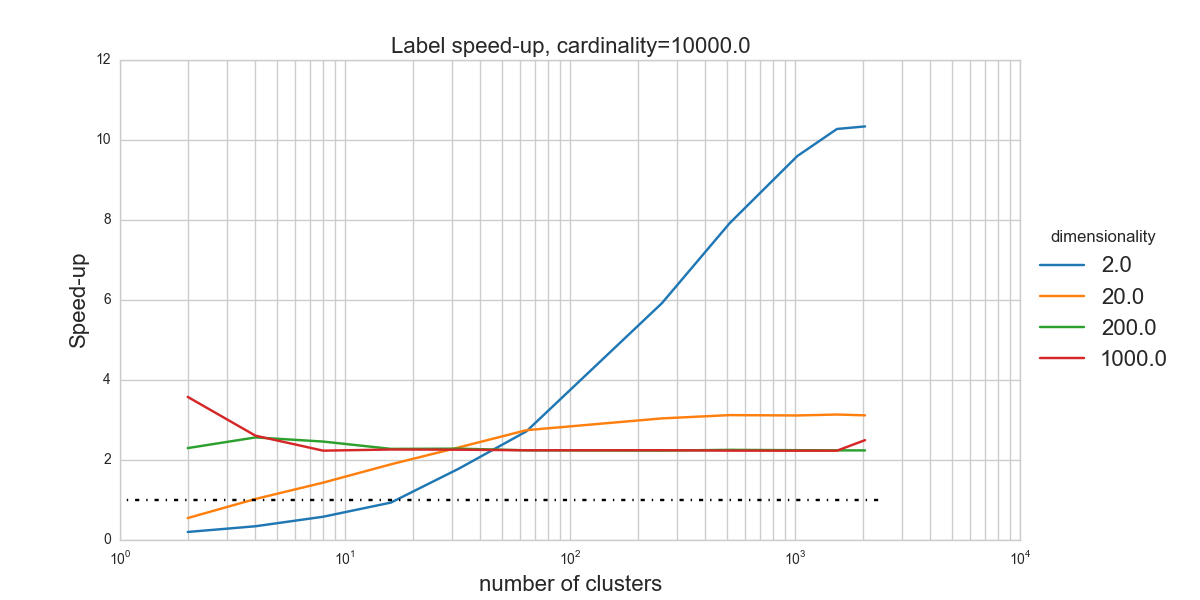 Label speed-up, cardinality=10000.0
12
10
8
6
4
2
0
Speed-up
10^0 10^1 10^2 10^3 10^4
number of clusters
dimensionality
2.0
20.0
200.0
1000.0